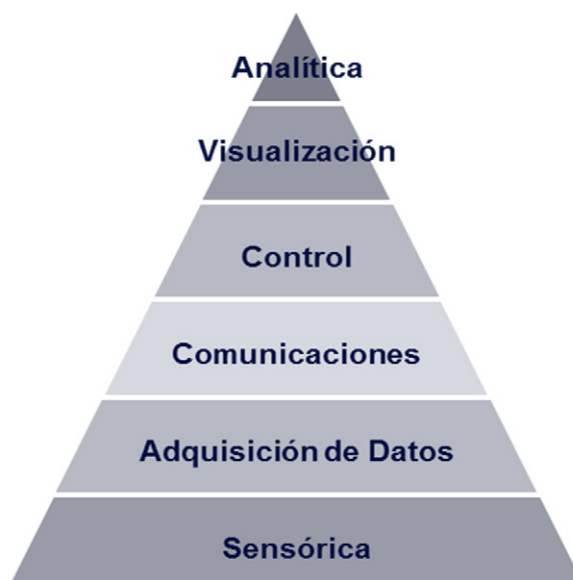 Analítica
Visualización
Control
Comunicaciones
Adquisición de Datos
Sensórica